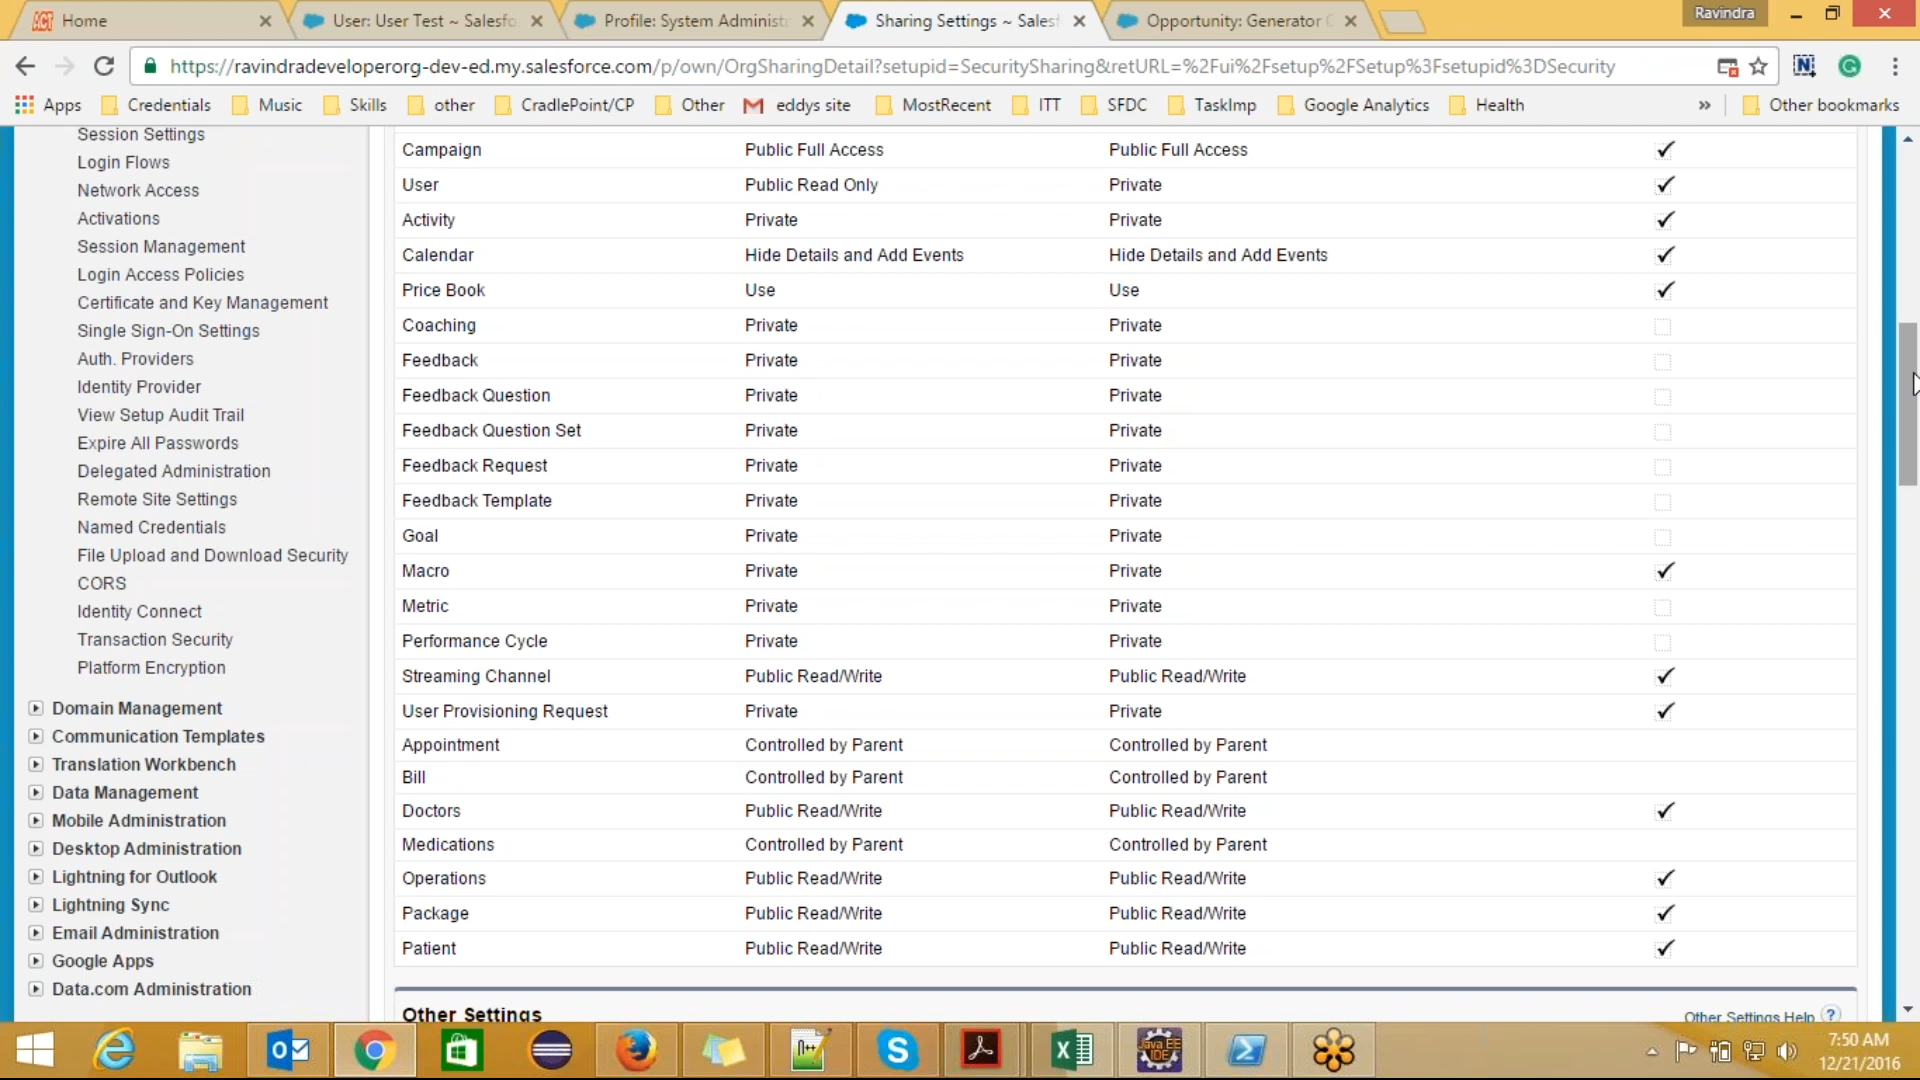 Home
User: User Test ~ Salesfo
Profile: System Administ
Sharing Settings ~ Salesf
Opportunity: Generator
Ravindra
https://ravindradeveloperorg-dev-ed.my.salesforce.com/p/own/OrgSharingDetail?setupid=SecuritySharing&retURL=%2Fui%2Fsetup%2FSetup%3Fsetupid%3DSecurity
Apps
Credentials
Music
Skills
other
CradlePoint/CP
Other
eddys site
MostRecent
ITT
SFDC
TaskImp
Google Analytics
Health
»
Other bookmarks
Session Settings
Login Flows
Network Access
Activations
Session Management
Login Access Policies
Certificate and Key Management
Single Sign-On Settings
Auth. Providers
Identity Provider
View Setup Audit Trail
Expire All Passwords
Delegated Administration
Remote Site Settings
Named Credentials
File Upload and Download Security
CORS
Identity Connect
Transaction Security
Platform Encryption
Domain Management
Communication Templates
Translation Workbench
Data Management
Mobile Administration
Desktop Administration
Lightning for Outlook
Lightning Sync
Email Administration
Google Apps
Data.com Administration
Campaign Public Full Access Public Full Access
User Public Read Only Private
Activity Private Private
Calendar Hide Details and Add Events Hide Details and Add Events
Price Book Use Use
Coaching Private Private
Feedback Private Private
Feedback Question Private Private
Feedback Question Set Private Private
Feedback Request Private Private
Feedback Template Private Private
Goal Private Private
Macro Private Private
Metric Private Private
Performance Cycle Private Private
Streaming Channel Public Read/Write Public Read/Write
User Provisioning Request Private Private
Appointment Controlled by Parent Controlled by Parent
Bill Controlled by Parent Controlled by Parent
Doctors Public Read/Write Public Read/Write
Medications Controlled by Parent Controlled by Parent
Operations Public Read/Write Public Read/Write
Package Public Read/Write Public Read/Write
Patient Public Read/Write Public Read/Write
Other Settings
Other Settings Help ?
Java EE
IDE
7:50 AM
12/21/2016